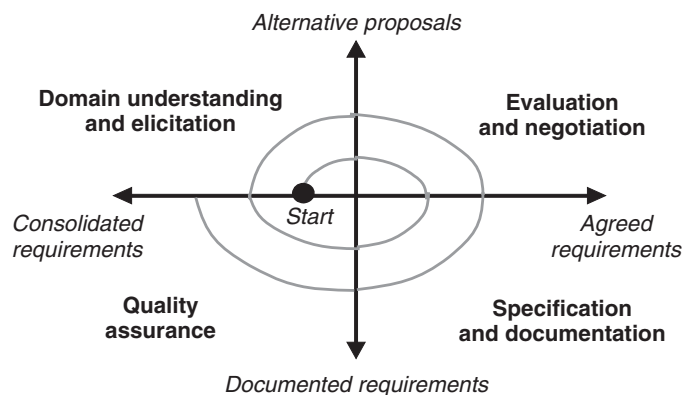 Alternative proposals
Domain understanding
and elicitation
Evaluation
and negotiation
Start
Consolidated
requirements
Agreed
requirements
Quality
assurance
Specification
and documentation
Documented requirements